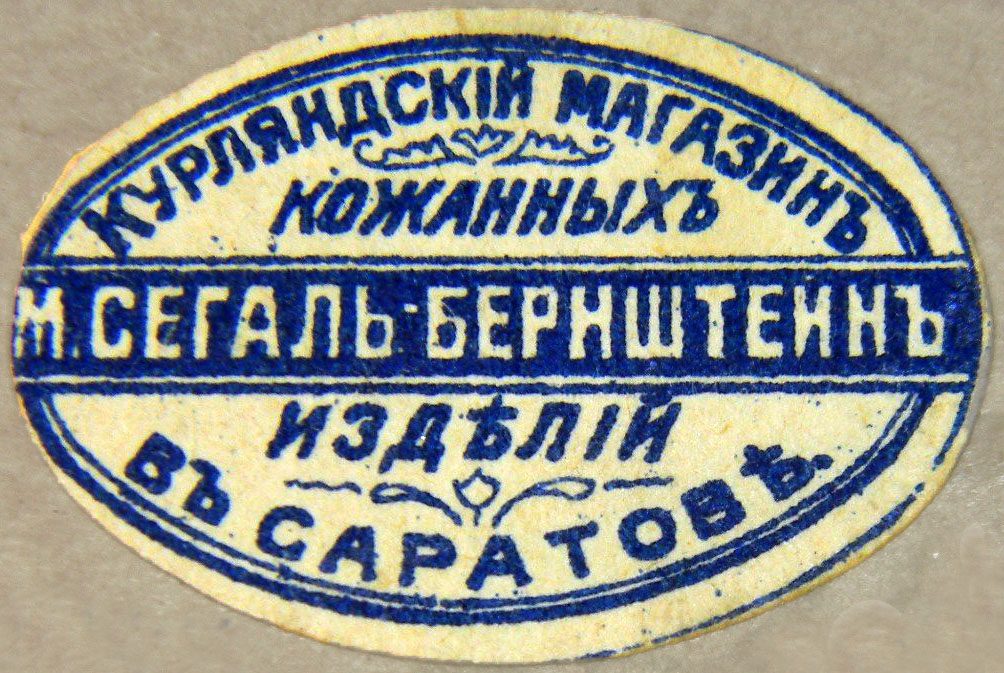 КУРЛЯНДСКІЙ МАГАЗИНЪ
КОЖАННЫХЪ
М. СЕГАЛЬ-БЕРНШТЕЙНЪ
ИЗДѢЛІЙ
ВЪ САРАТОВѢ.